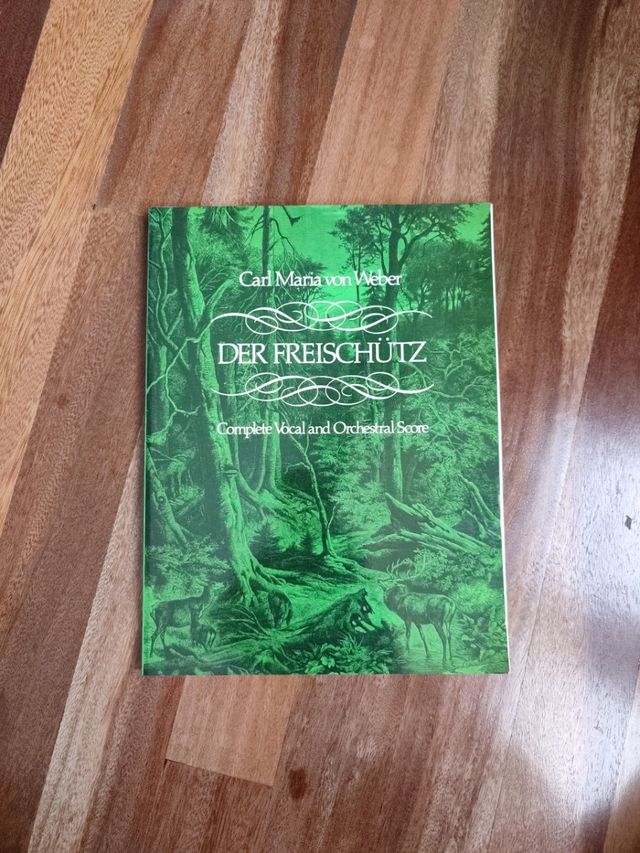 Carl Maria von Weber
DER FREISCHÜTZ
Complete Vocal and Orchestral Score